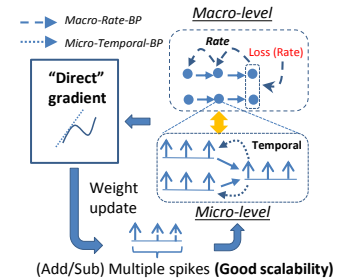 Macro-Rate-BP
Micro-Temporal-BP
Macro-level
Rate
Loss (Rate)
“Direct”
gradient
Temporal
Weight
update
Micro-level
(Add/Sub) Multiple spikes (Good scalability)